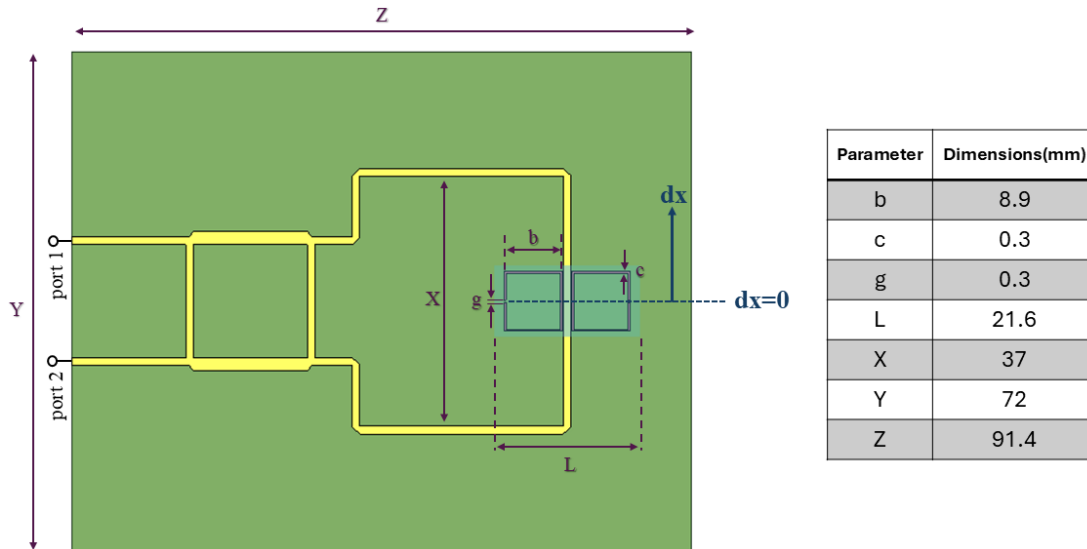 Z
Y
port 1
port 2
X
b
c
g
L
dx
dx=0
Parameter Dimensions(mm)
b 8.9
c 0.3
g 0.3
L 21.6
X 37
Y 72
Z 91.4